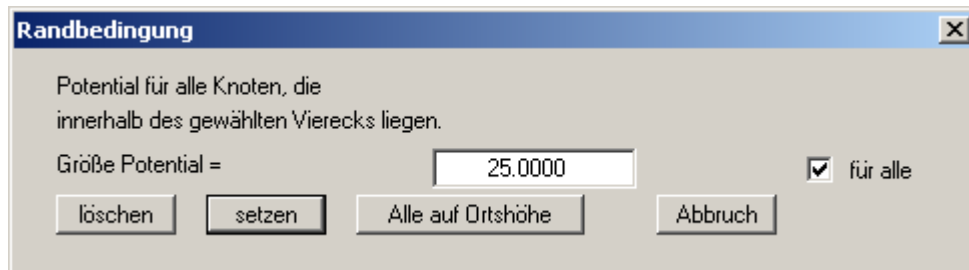 Randbedingung
Potential für alle Knoten, die
innerhalb des gewählten Vierecks liegen.
Größe Potential = 25.0000 für alle
löschen setzen Alle auf Ortshöhe Abbruch